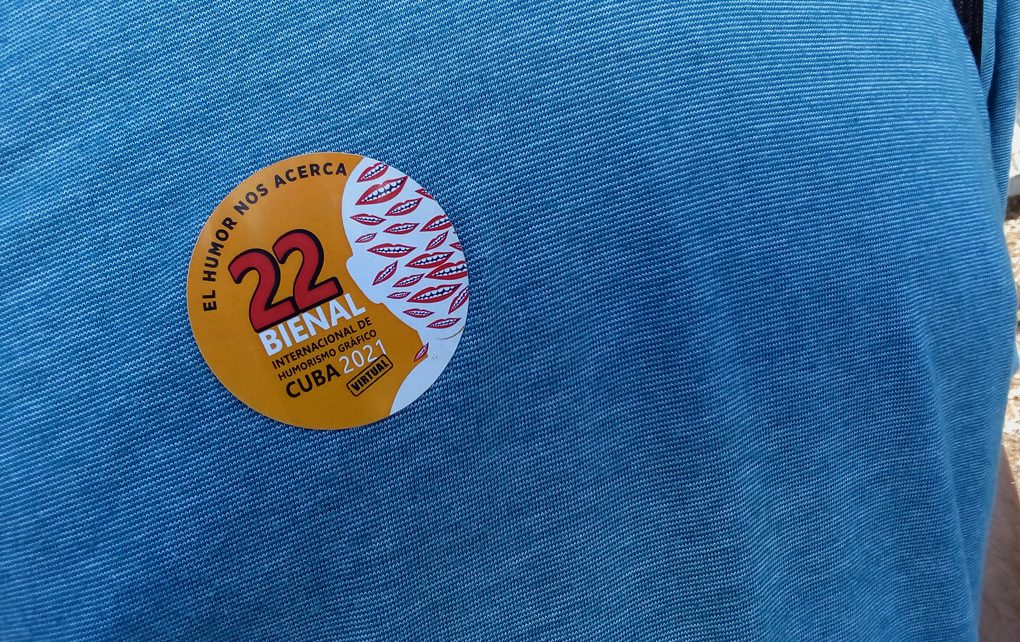 EL HUMOR NOS ACERCA
22
BIENAL
INTERNACIONAL DE
HUMORISMO GRÁFICO
CUBA 2021
VIRTUAL